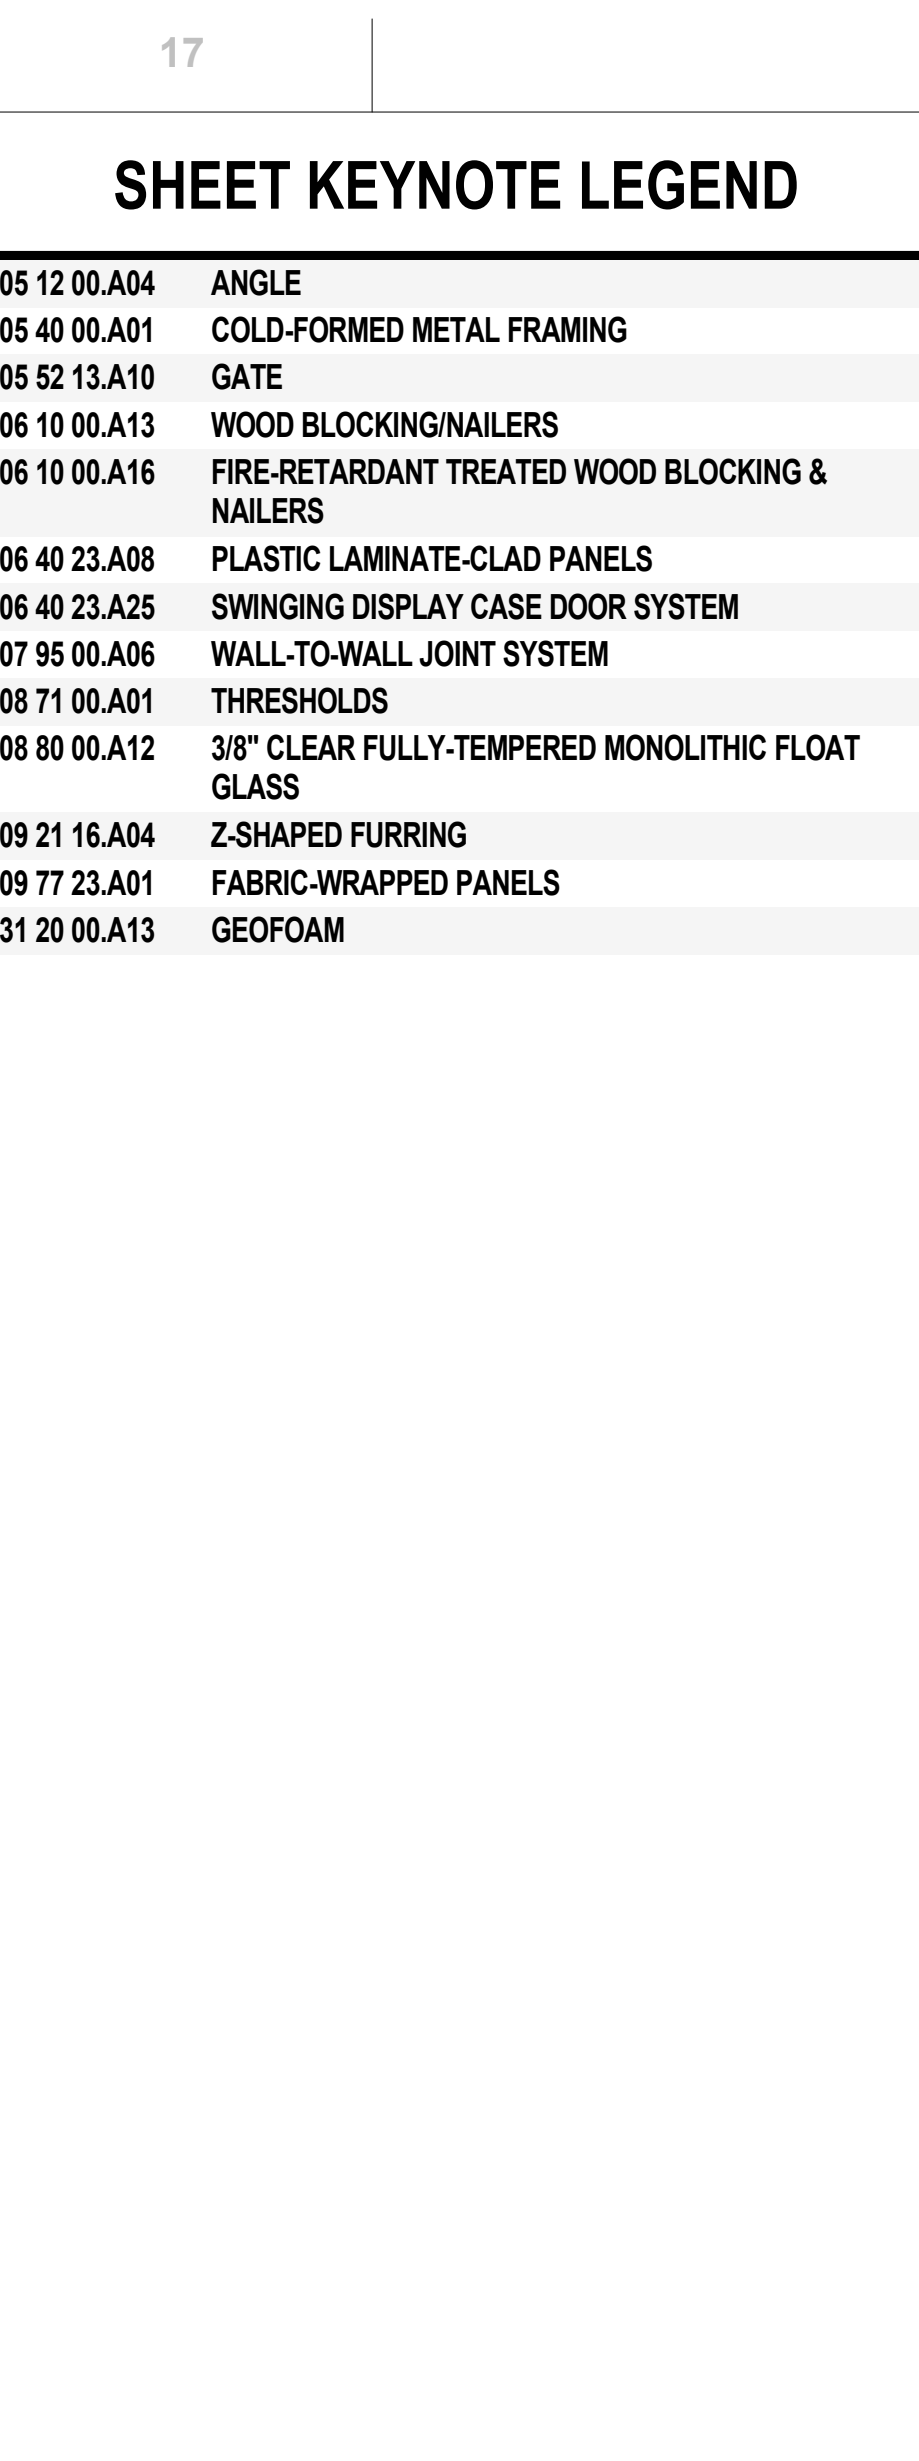 17
SHEET KEYNOTE LEGEND
05 12 00.A04 ANGLE
05 40 00.A01 COLD-FORMED METAL FRAMING
05 52 13.A10 GATE
06 10 00.A13 WOOD BLOCKING/NAILERS
06 10 00.A16 FIRE-RETARDANT TREATED WOOD BLOCKING &
NAILERS
06 40 23.A08 PLASTIC LAMINATE-CLAD PANELS
06 40 23.A25 SWINGING DISPLAY CASE DOOR SYSTEM
07 95 00.A06 WALL-TO-WALL JOINT SYSTEM
08 71 00.A01 THRESHOLDS
08 80 00.A12 3/8" CLEAR FULLY-TEMPERED MONOLITHIC FLOAT
GLASS
09 21 16.A04 Z-SHAPED FURRING
09 77 23.A01 FABRIC-WRAPPED PANELS
31 20 00.A13 GEOFOAM